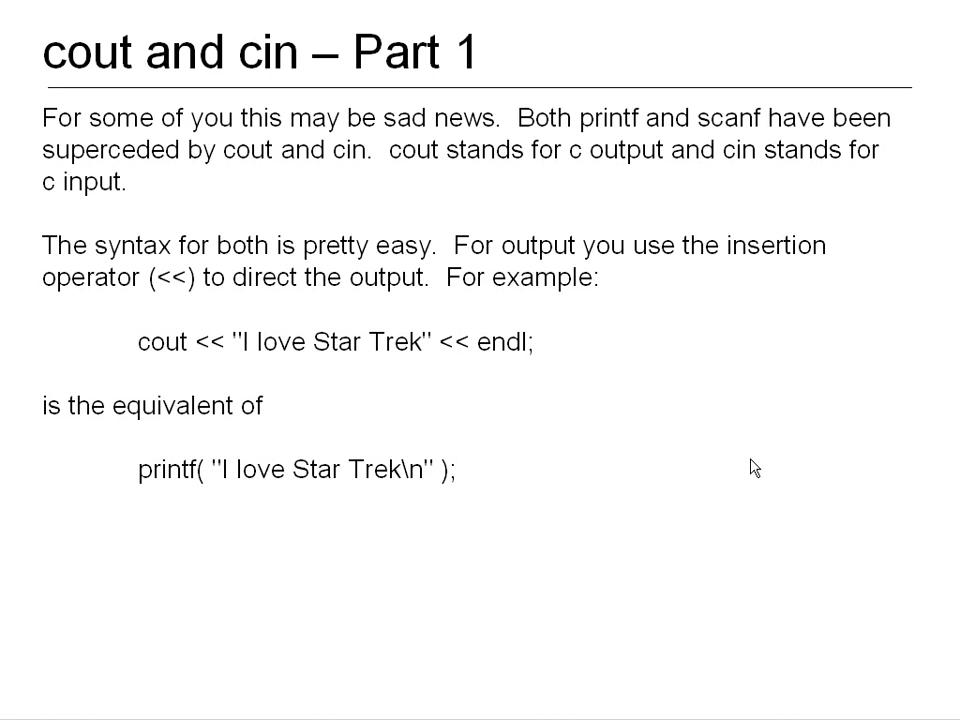 cout and cin – Part 1
For some of you this may be sad news.  Both printf and scanf have been
superceded by cout and cin.  cout stands for c output and cin stands for
c input.
The syntax for both is pretty easy.  For output you use the insertion
operator (<<) to direct the output.  For example:
cout << "I love Star Trek" << endl;
is the equivalent of
printf( "I love Star Trek\n" );